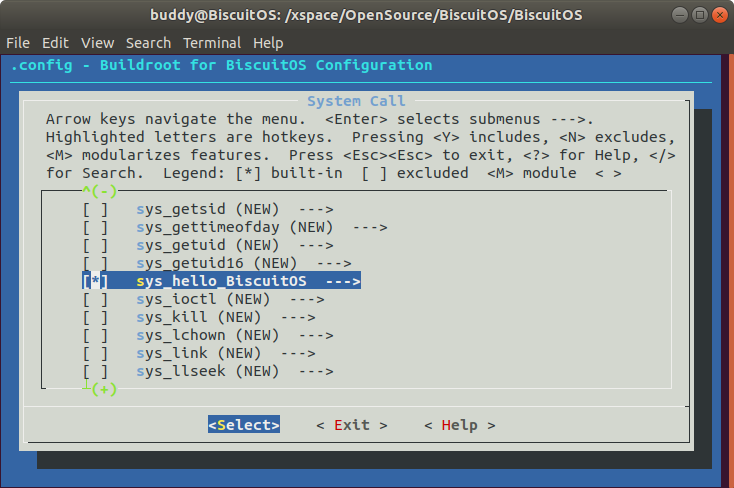 buddy@BiscuitOS: /xspace/OpenSource/BiscuitOS/BiscuitOS
File Edit View Search Terminal Help
.config - Buildroot for BiscuitOS Configuration
System Call
Arrow keys navigate the menu. <Enter> selects submenus --->.
Highlighted letters are hotkeys. Pressing <Y> includes, <N> excludes,
<M> modularizes features. Press <Esc><Esc> to exit, <?> for Help, </>
for Search. Legend: [*] built-in [ ] excluded <M> module < >
^(-)
[ ] sys_getsid (NEW) --->
[ ] sys_gettimeofday (NEW) --->
[ ] sys_getuid (NEW) --->
[ ] sys_getuid16 (NEW) --->
[*] sys_hello_BiscuitOS --->
[ ] sys_ioctl (NEW) --->
[ ] sys_kill (NEW) --->
[ ] sys_lchown (NEW) --->
[ ] sys_link (NEW) --->
[ ] sys_llseek (NEW) --->
┴(+)
<Select> < Exit > < Help >